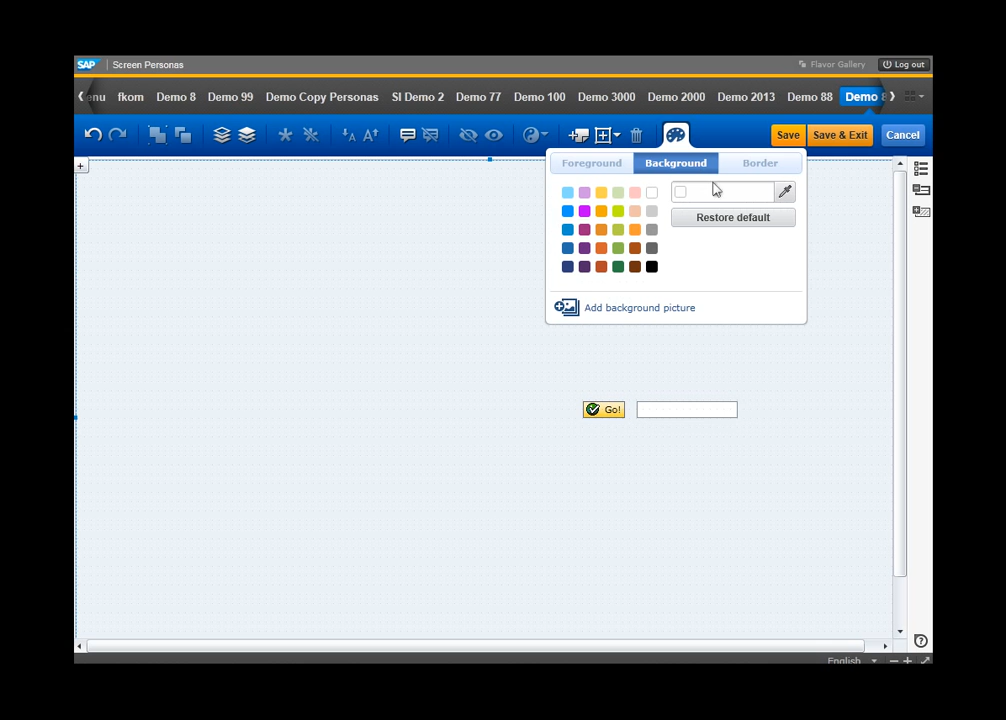 SAP Screen Personas Flavor Gallery Log out
enu fkom Demo 8 Demo 99 Demo Copy Personas SI Demo 2 Demo 77 Demo 100 Demo 3000 Demo 2000 Demo 2013 Demo 88 Demo 8
Save Save & Exit Cancel
Foreground Background Border
Restore default
Add background picture
Go!
English